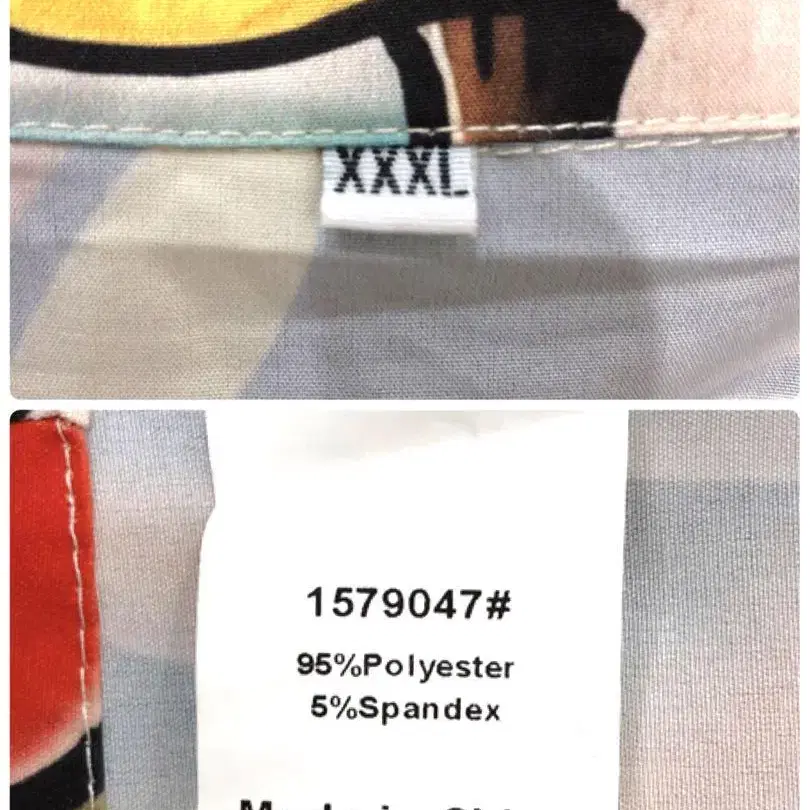 XXXL
1579047#
95%Polyester
5%Spandex